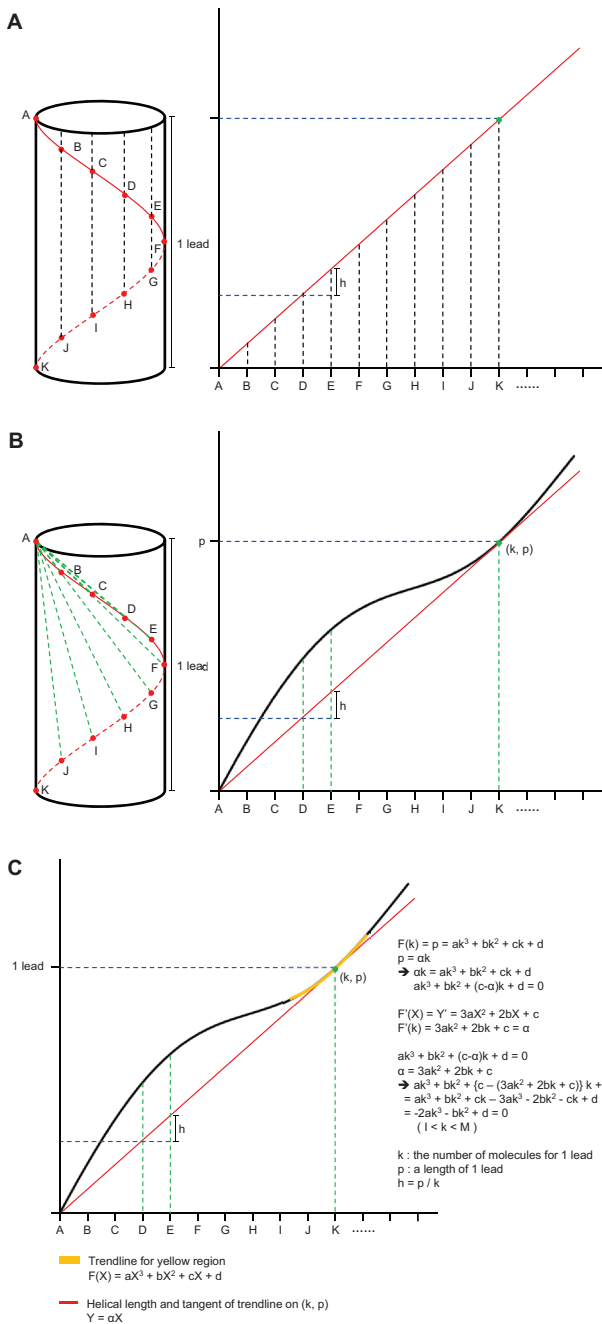 A
A
B
C
D
E
F
G
H
I
J
K
1 lead
h
A B C D E F G H I J K ......
B
A
B
C
D
E
F
G
H
I
J
K
1 lead
p
(k, p)
h
A B C D E F G H I J K ......
C
1 lead
(k, p)
h
A B C D E F G H I J K ......
F(k) = p = ak³ + bk² + ck + d
p = αk
➔ αk = ak³ + bk² + ck + d
ak³ + bk² + (c-α)k + d = 0
F'(X) = Y' = 3aX² + 2bX + c
F'(k) = 3ak² + 2bk + c = α
ak³ + bk² + (c-α)k + d = 0
α = 3ak² + 2bk + c
➔ ak³ + bk² + {c – (3ak² + 2bk + c)} k +
= ak³ + bk² + ck – 3ak³ - 2bk² - ck + d
= -2ak³ - bk² + d = 0
( I < k < M )
k : the number of molecules for 1 lead
p : a length of 1 lead
h = p / k
Trendline for yellow region
F(X) = aX³ + bX² + cX + d
Helical length and tangent of trendline on (k, p)
Y = αX